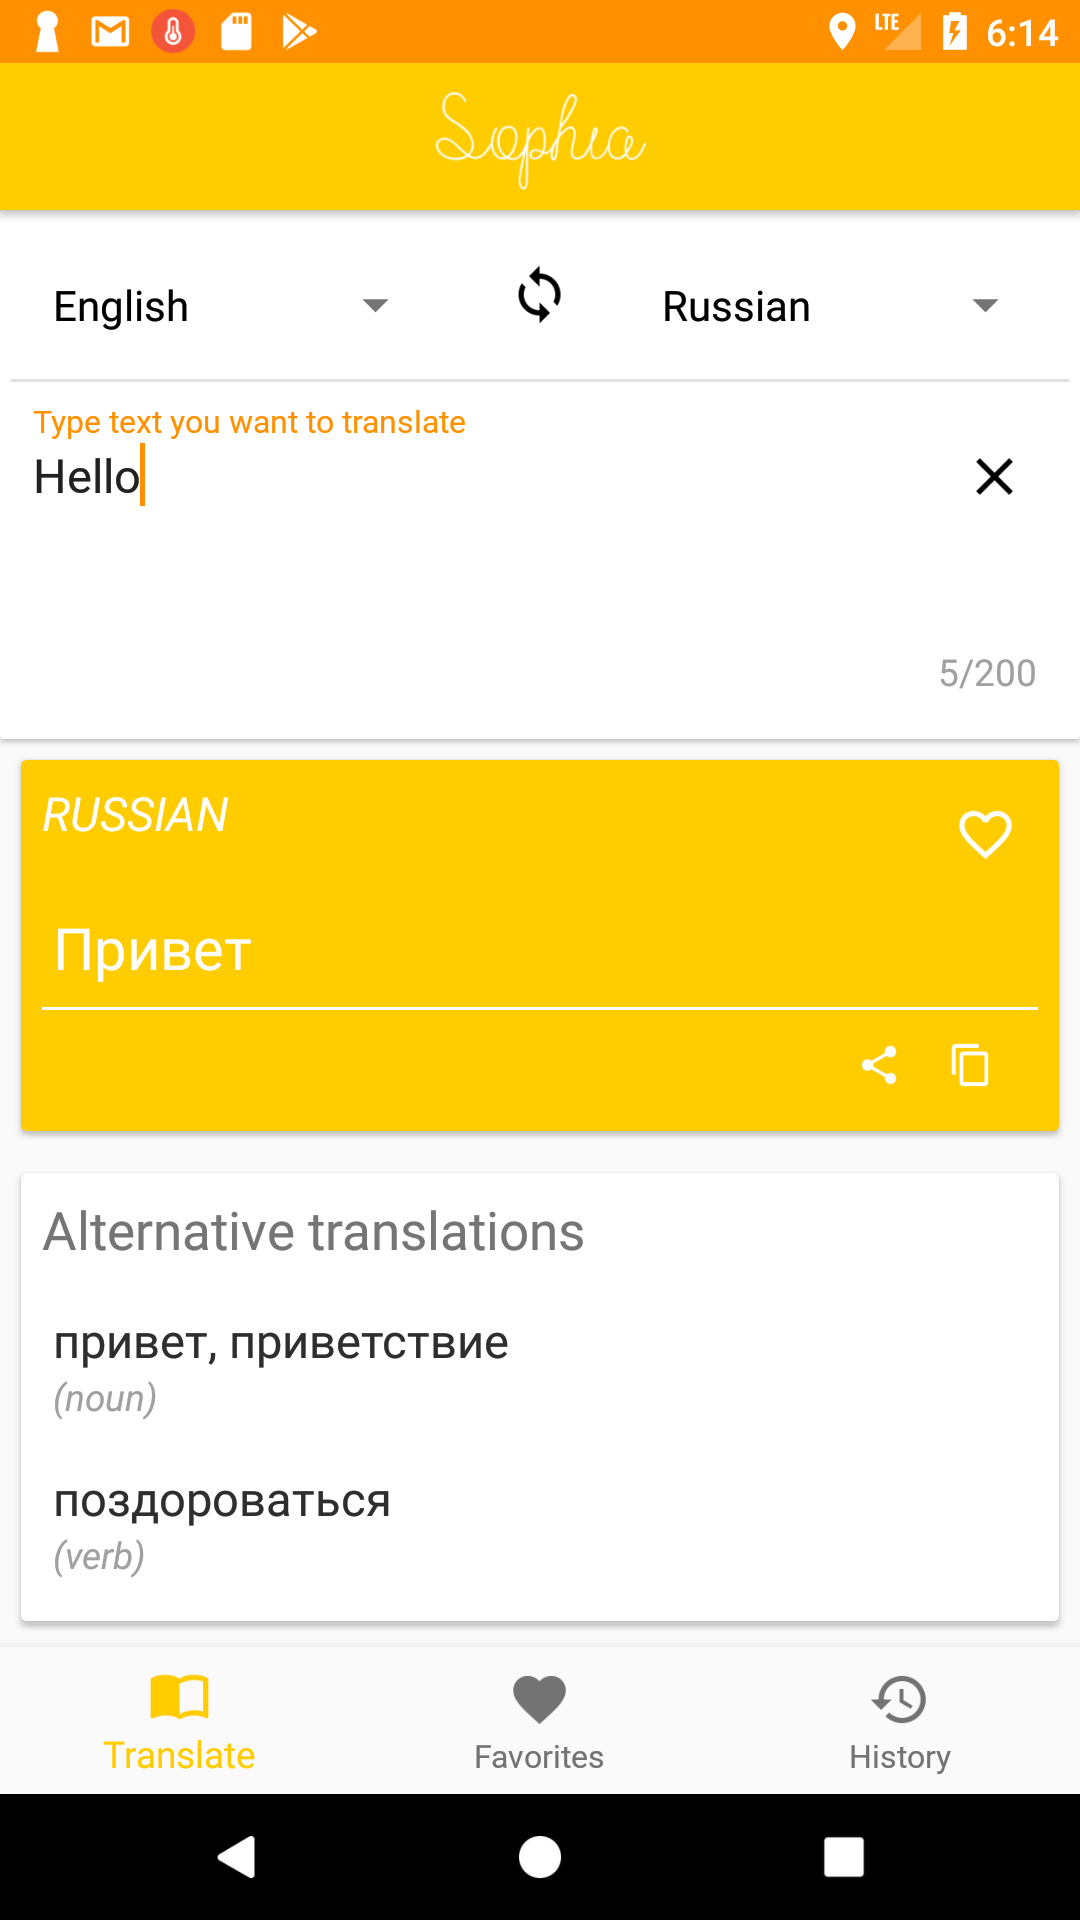 LTE 6:14
Sophia
English Russian
Type text you want to translate
Hello
5/200
RUSSIAN
Привет
Alternative translations
привет, приветствие
(noun)
поздороваться
(verb)
Translate Favorites History